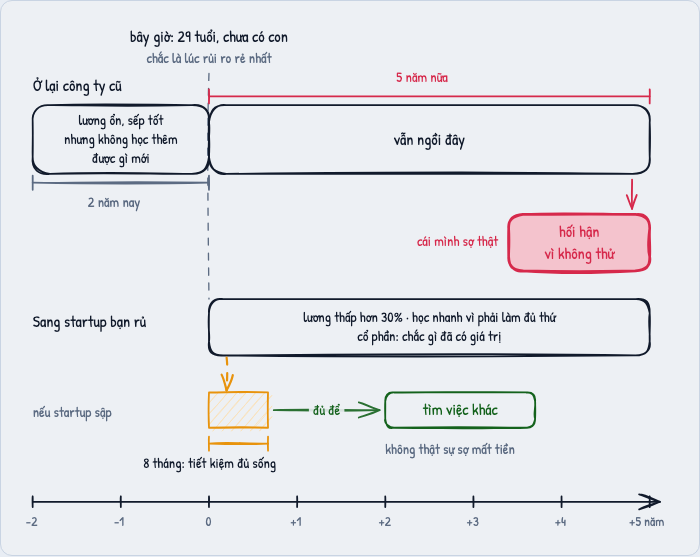 bây giờ: 29 tuổi, chưa có con
chắc là lúc rủi ro rẻ nhất
5 năm nữa
Ở lại công ty cũ
lương ổn, sếp tốt
nhưng không học thêm
được gì mới
vẫn ngồi đây
2 năm nay
cái mình sợ thật
hối hận
vì không thử
Sang startup bạn rủ
lương thấp hơn 30% · học nhanh vì phải làm đủ thứ
cổ phần: chắc gì đã có giá trị
nếu startup sập
đủ để
tìm việc khác
không thật sự sợ mất tiền
8 tháng: tiết kiệm đủ sống
-2 -1 0 +1 +2 +3 +4 +5 năm